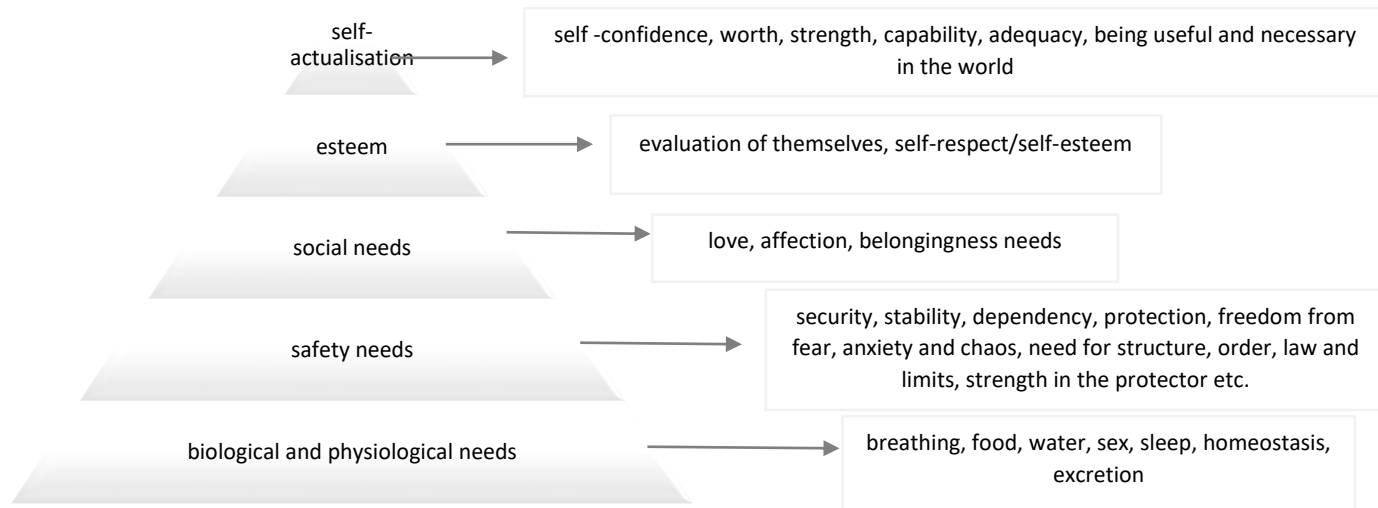 self-
actualisation
self -confidence, worth, strength, capability, adequacy, being useful and necessary
in the world
esteem
evaluation of themselves, self-respect/self-esteem
social needs
love, affection, belongingness needs
safety needs
security, stability, dependency, protection, freedom from
fear, anxiety and chaos, need for structure, order, law and
limits, strength in the protector etc.
biological and physiological needs
breathing, food, water, sex, sleep, homeostasis,
excretion